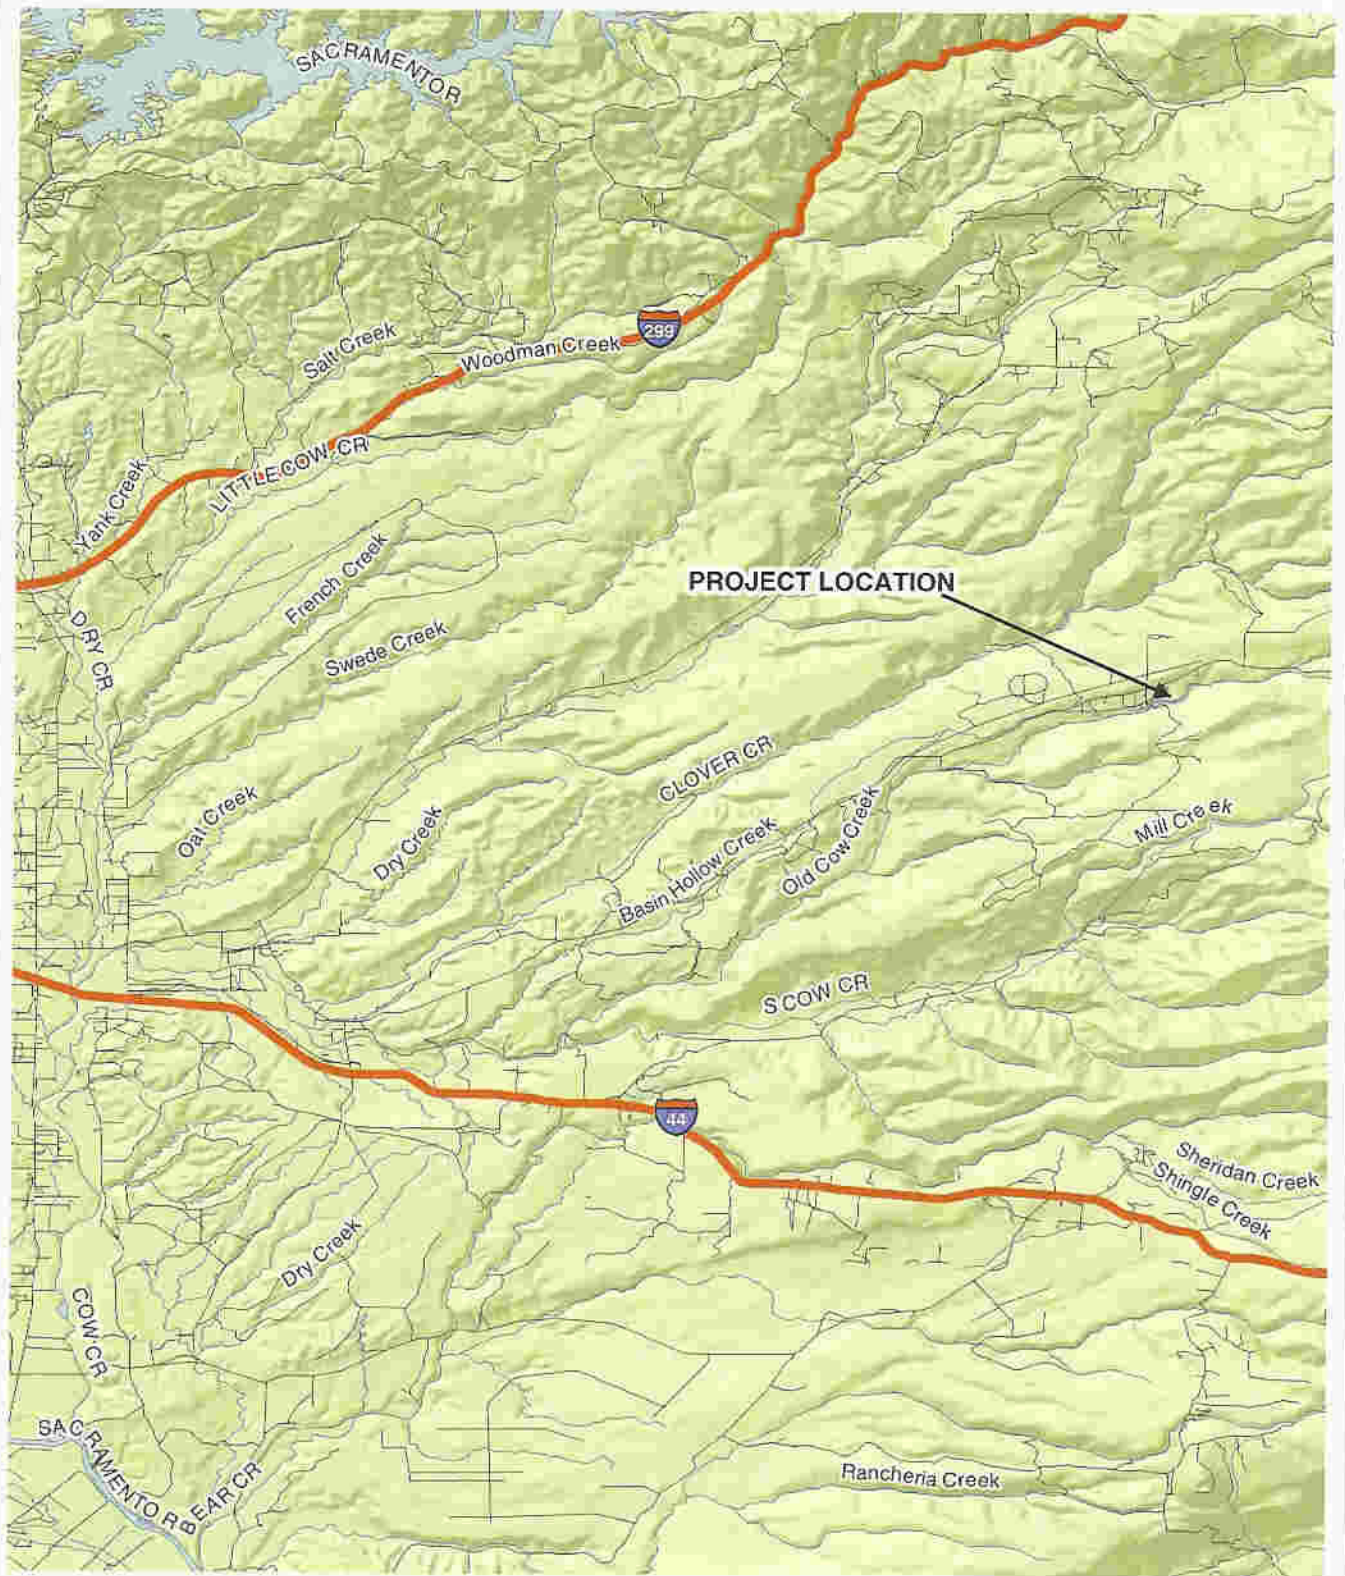 SACRAMENTOR
299
Salt Creek
Woodman Creek
LITTLE COW CR
Yank Creek
French Creek
PROJECT LOCATION
DRY CR
Swede Creek
CLOVER CR
Oat Creek
Dry Creek
Basin Hollow Creek
Old Cow Creek
Mill Creek
S COW CR
44
Sheridan Creek
Shingle Creek
Dry Creek
COW CR
SACRAMENTO R
BEAR CR
Rancheria Creek